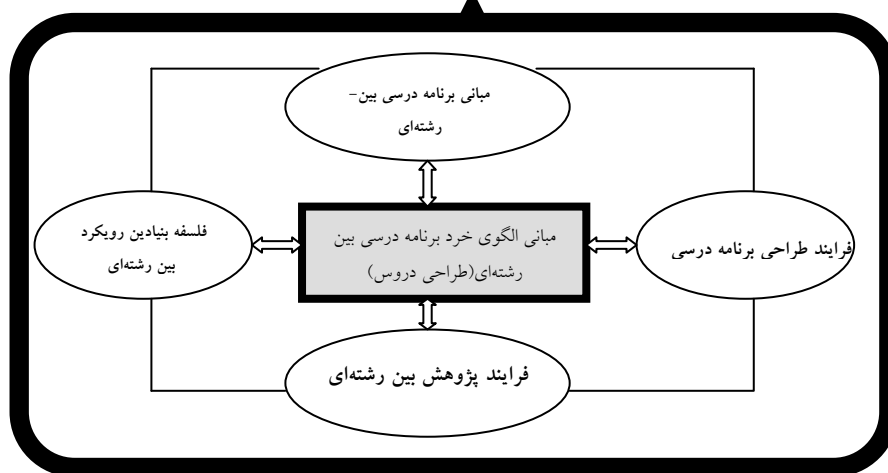 مبانی برنامه درسی بین-
رشته‌ای
مبانی الگوی خرد برنامه درسی بین
رشته‌ای(طراحی دروس)
فرایند طراحی برنامه درسی
فلسفه بنیادین رویکرد
بین رشته‌ای
فرایند پژوهش بین رشته‌ای